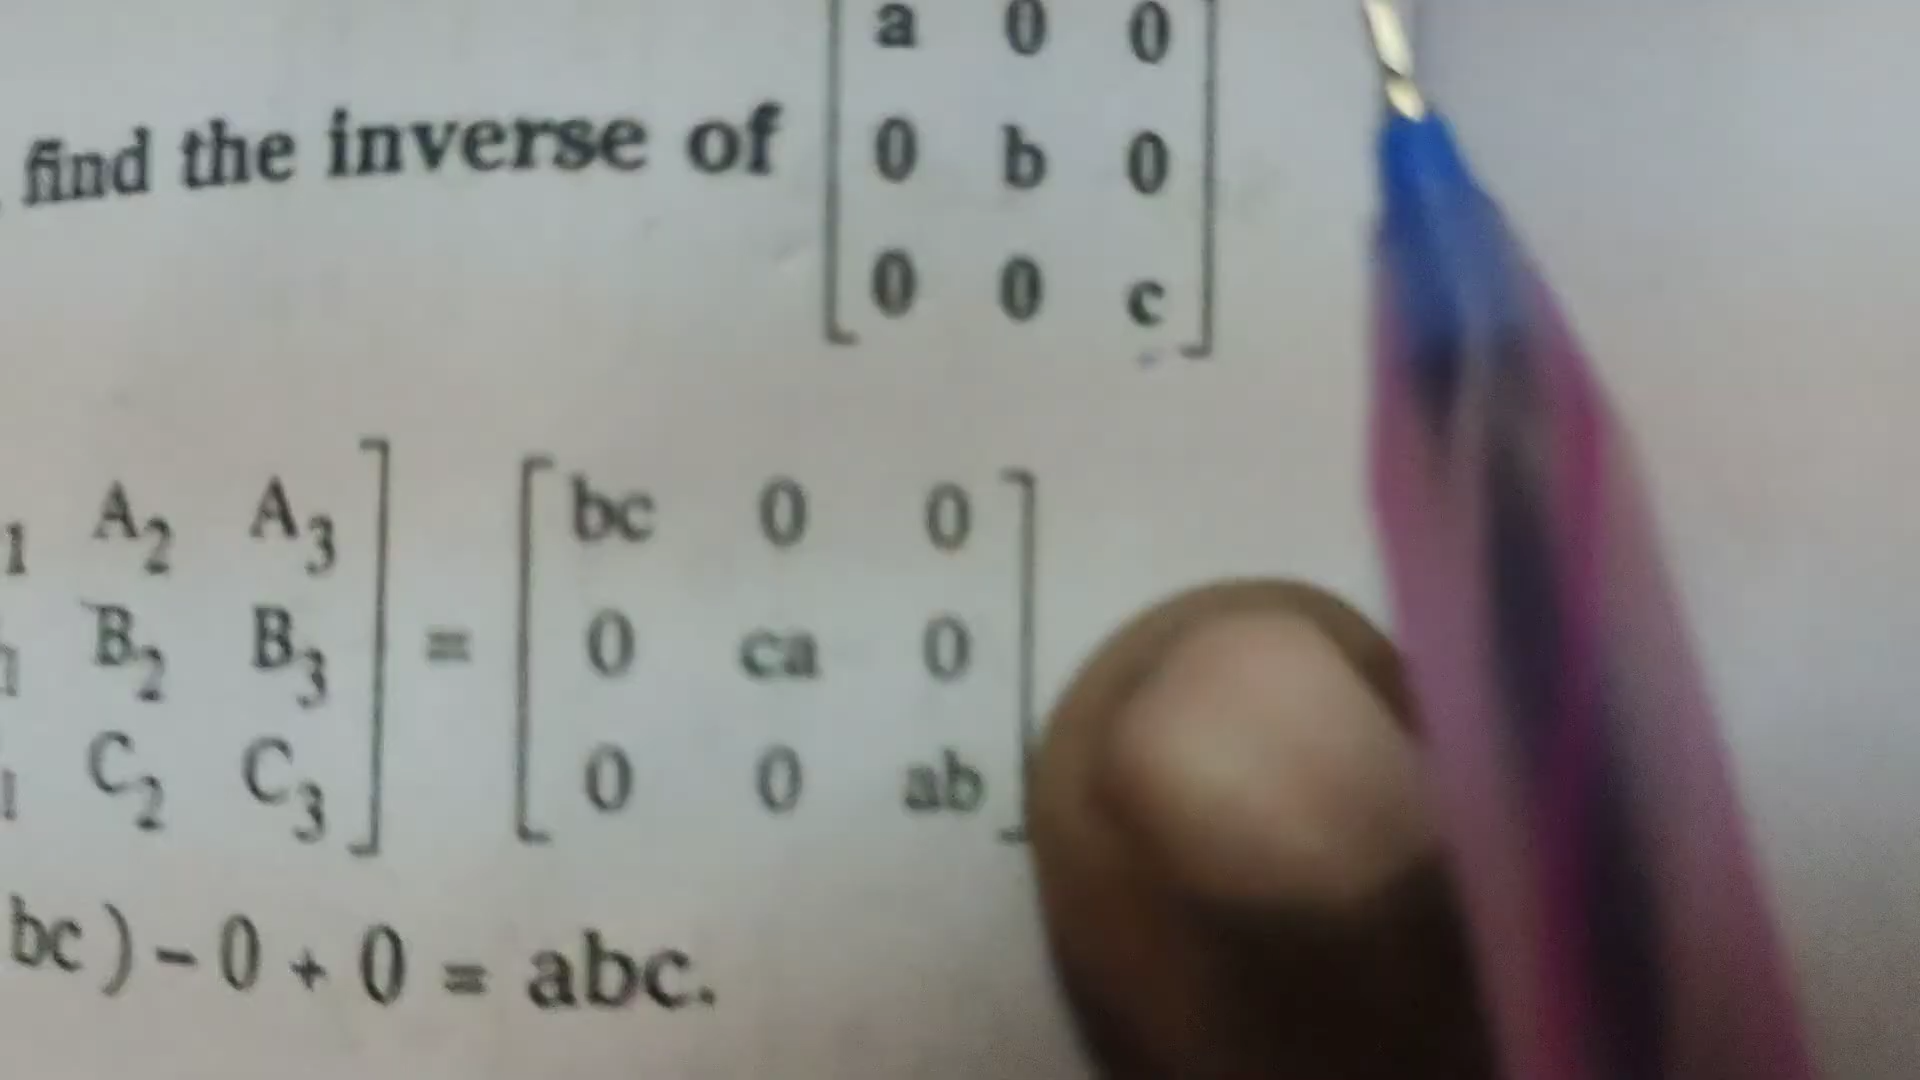 a 0 0
find the inverse of 0 b 0
0 0 c
1 A2 A3 bc 0 0
B2 B3 = 0 ca 0
C2 C3 0 0 ab
bc) - 0 + 0 = abc.